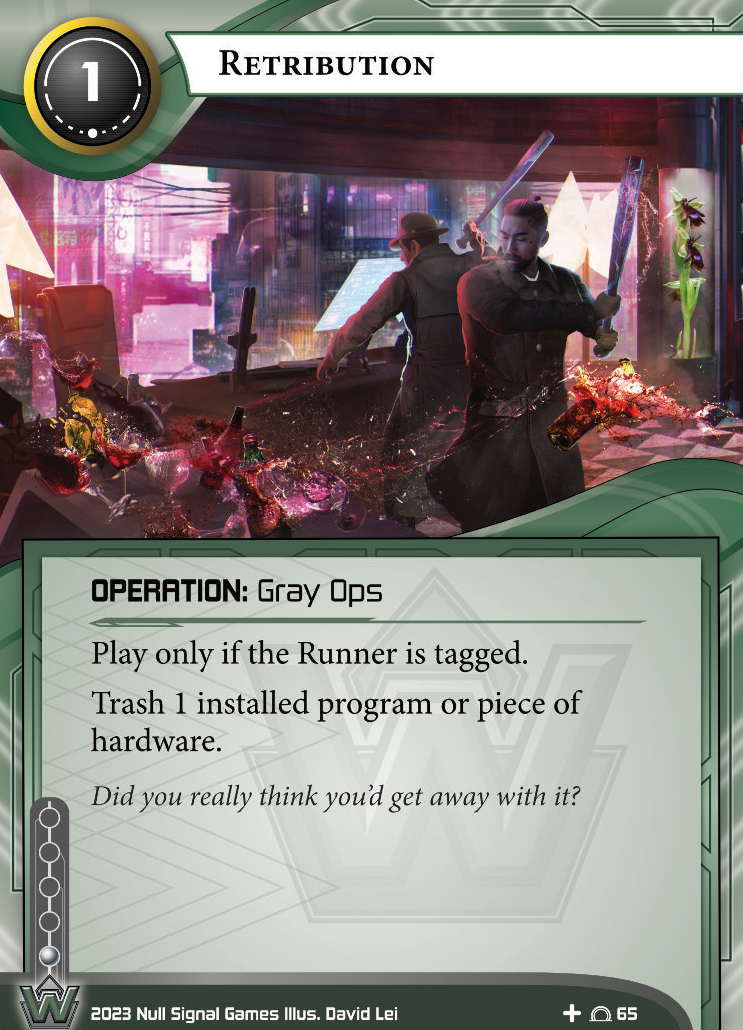 1
Retribution
OPERATION: Gray Ops
Play only if the Runner is tagged.
Trash 1 installed program or piece of
hardware.
Did you really think you'd get away with it?
W
2023 Null Signal Games Illus. David Lei
65